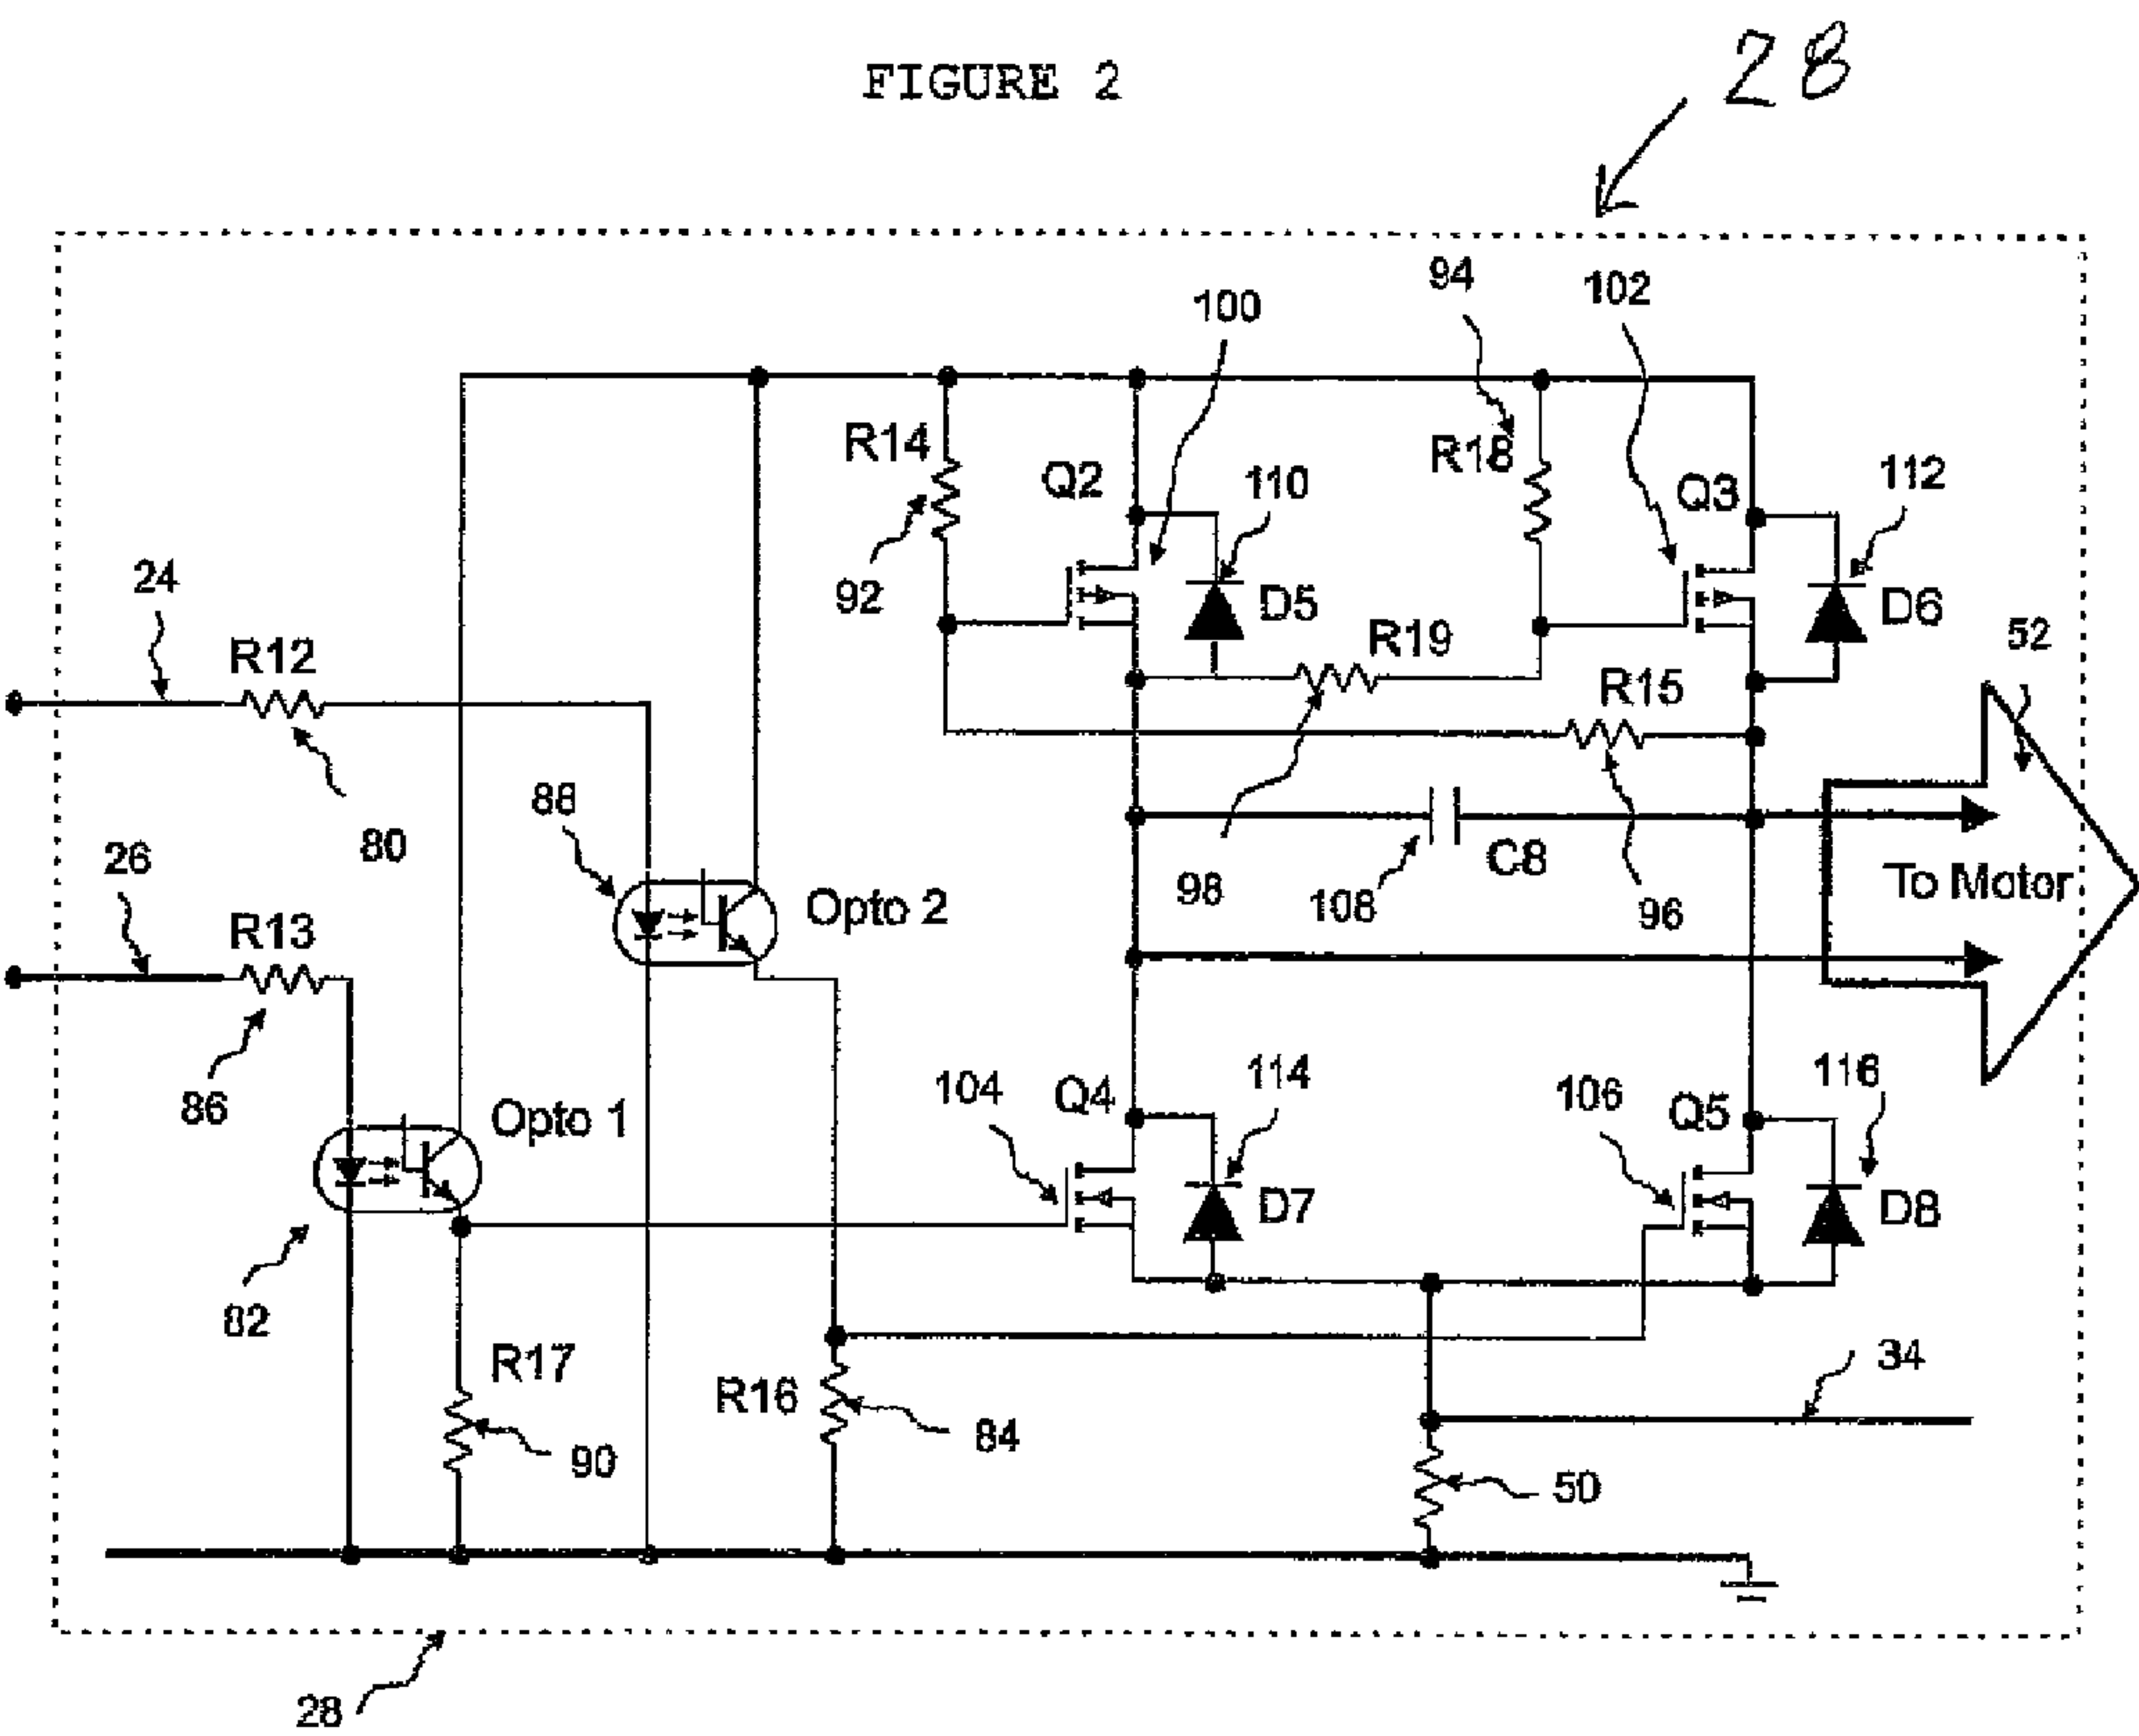 28
FIGURE 2
94
102
100
R14
R18
Q2
110
Q3
112
92
24
D5
D6
R12
R19
52
R15
80
88
26
C8
To Motor
98
108
96
R13
Opto 2
86
104
Q4
114
106
Q5
116
Opto 1
D7
D8
82
R17
R16
34
90
84
50
28